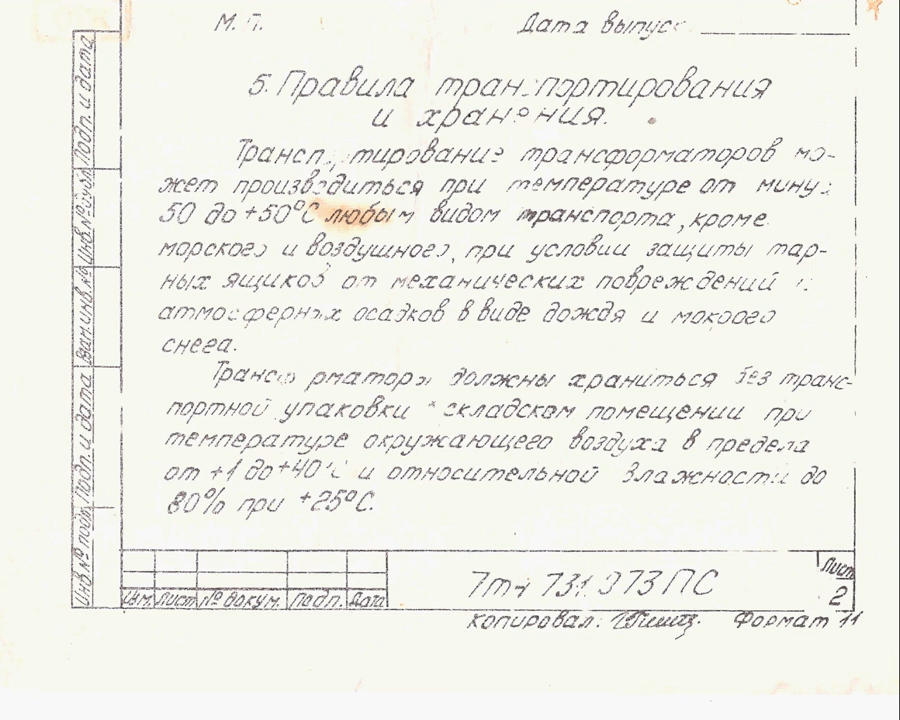 М. П. Дата выпуск
5. Правила транспортирования
и хранения.
Транспортирование трансформаторов мо-
жет производиться при температуре от минус
50 до +50°С любым видом транспорта, кроме
морского и воздушного, при условии защиты тар-
ных ящиков от механических повреждений и
атмосферных осадков в виде дождя и мокрого
снега.
Трансформаторы должны храниться без транс-
портной упаковки в складском помещении при
температуре окружающего воздуха в предела
от +1 до +40°С и относительной влажности до
80% при +25°С.
Изм. Лист № докум. Подп. Дата
731.373 ПС
Лист
2
Копировал: Формат 11
Подп. и дата
Инв. № дубл.
Взам. инв. №
Подп. и дата
Инв № подл.